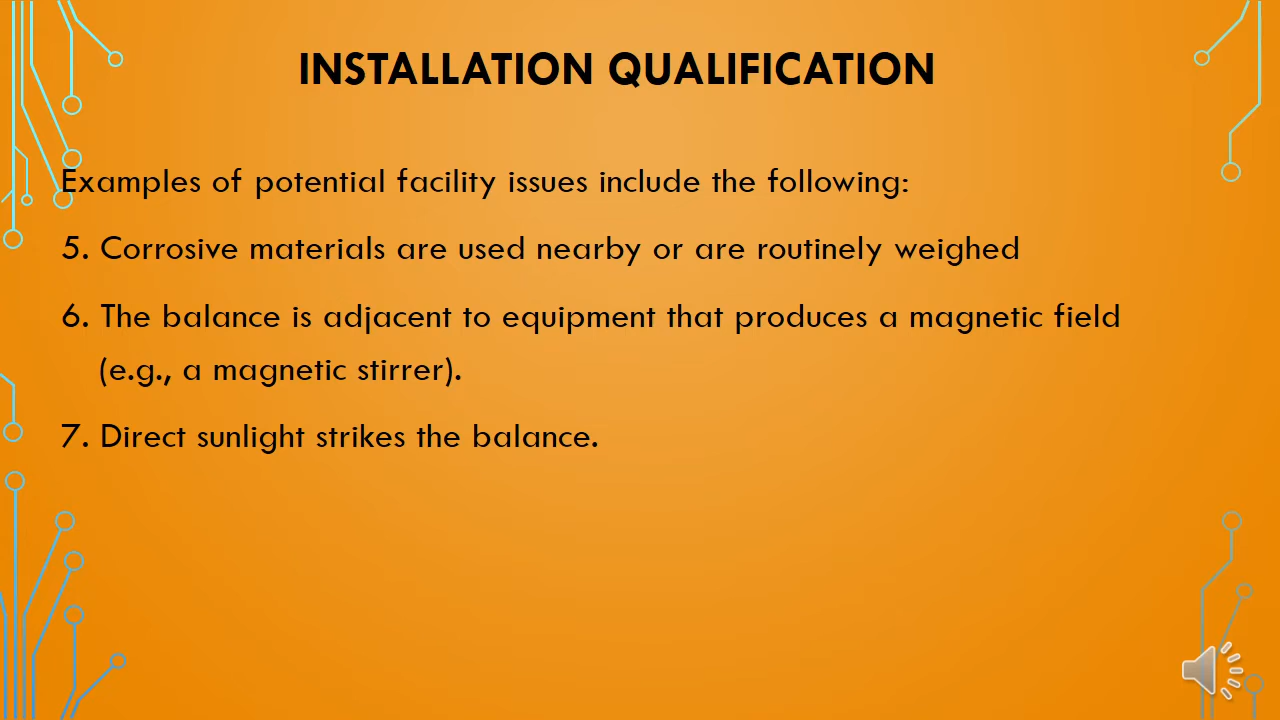 INSTALLATION QUALIFICATION
Examples of potential facility issues include the following:
5. Corrosive materials are used nearby or are routinely weighed
6. The balance is adjacent to equipment that produces a magnetic field
(e.g., a magnetic stirrer).
7. Direct sunlight strikes the balance.